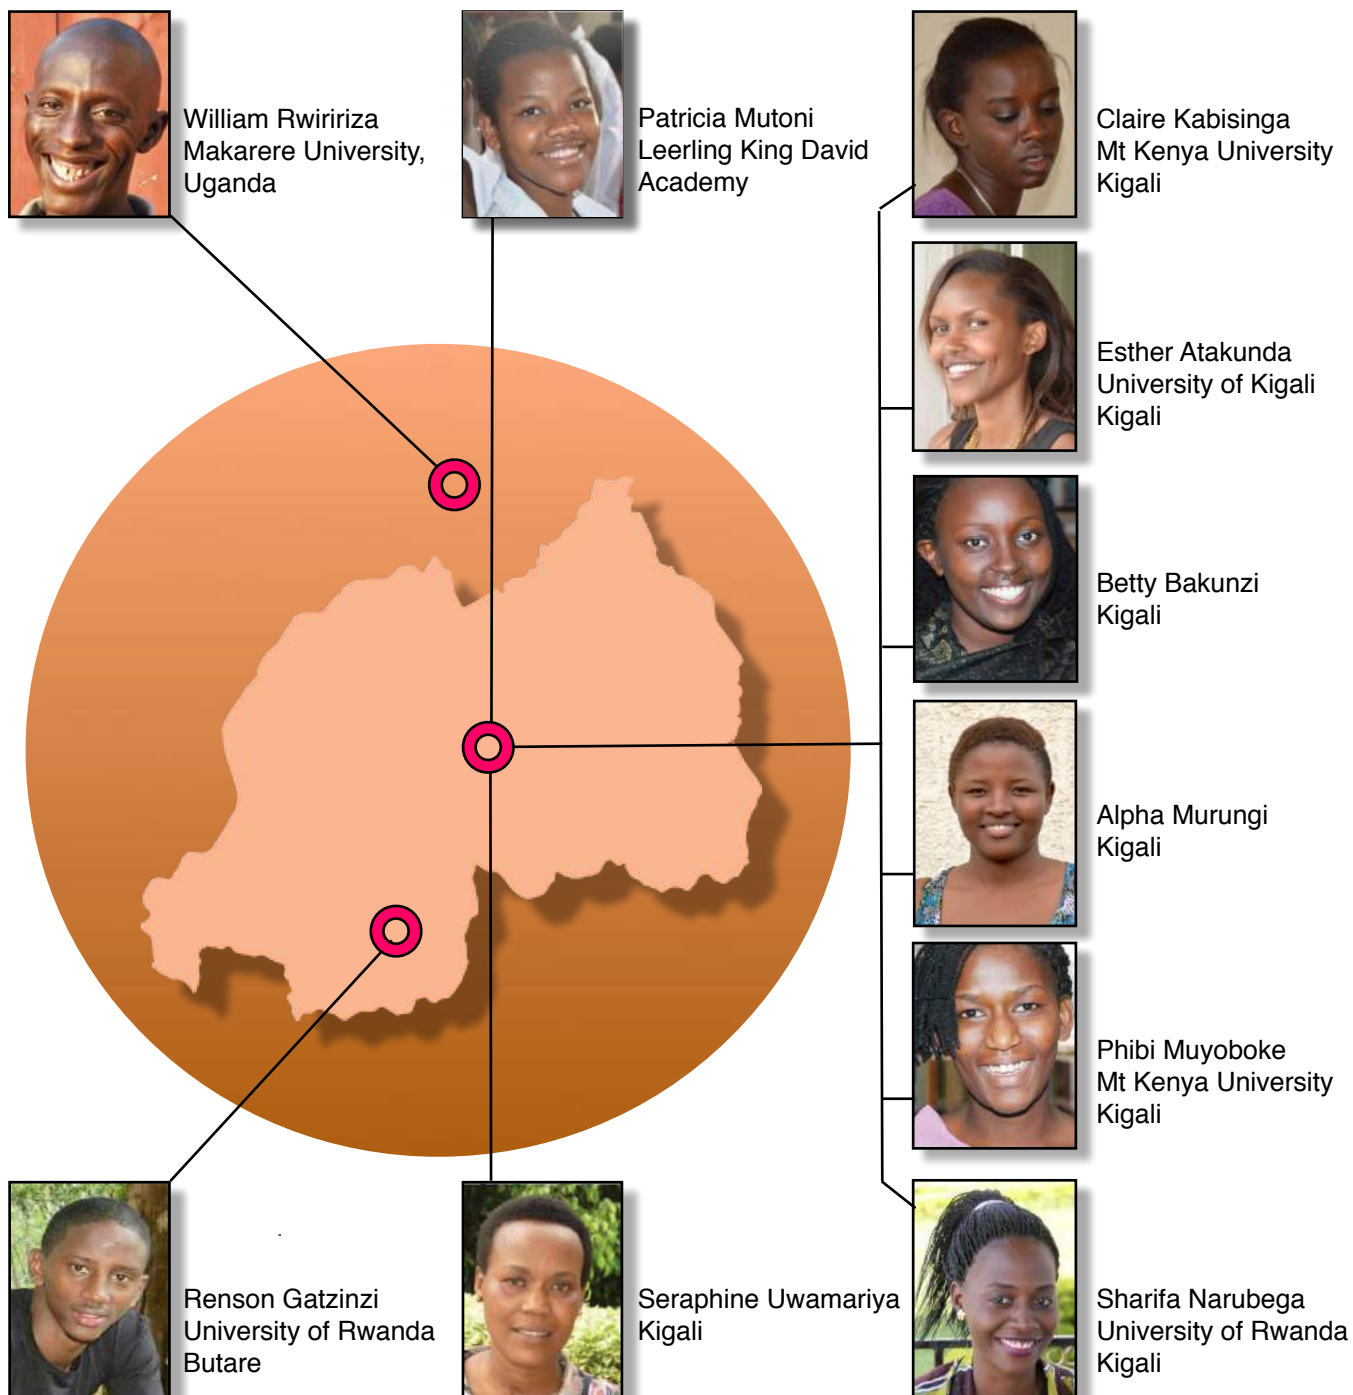 William Rwiririza
Makarere University,
Uganda
Patricia Mutoni
Leerling King David
Academy
Claire Kabisinga
Mt Kenya University
Kigali
Esther Atakunda
University of Kigali
Kigali
Betty Bakunzi
Kigali
Alpha Murungi
Kigali
Phibi Muyoboke
Mt Kenya University
Kigali
Renson Gatzinzi
University of Rwanda
Butare
Seraphine Uwamariya
Kigali
Sharifa Narubega
University of Rwanda
Kigali